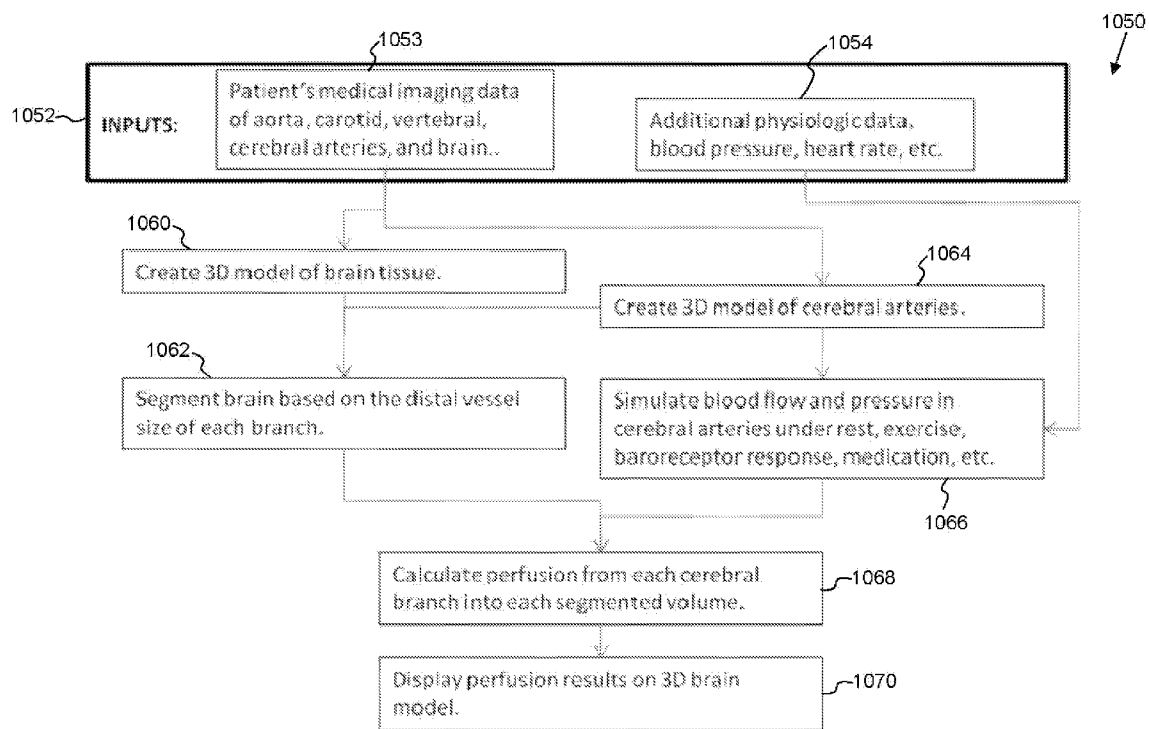 1050
1053
1054
1052
INPUTS:
Patient's medical imaging data
of aorta, carotid, vertebral,
cerebral arteries, and brain..
Additional physiologic data,
blood pressure, heart rate, etc.
1060
Create 3D model of brain tissue.
1064
Create 3D model of cerebral arteries.
1062
Segment brain based on the distal vessel
size of each branch.
Simulate blood flow and pressure in
cerebral arteries under rest, exercise,
baroreceptor response, medication, etc.
1066
Calculate perfusion from each cerebral
branch into each segmented volume.
1068
Display perfusion results on 3D brain
model.
1070